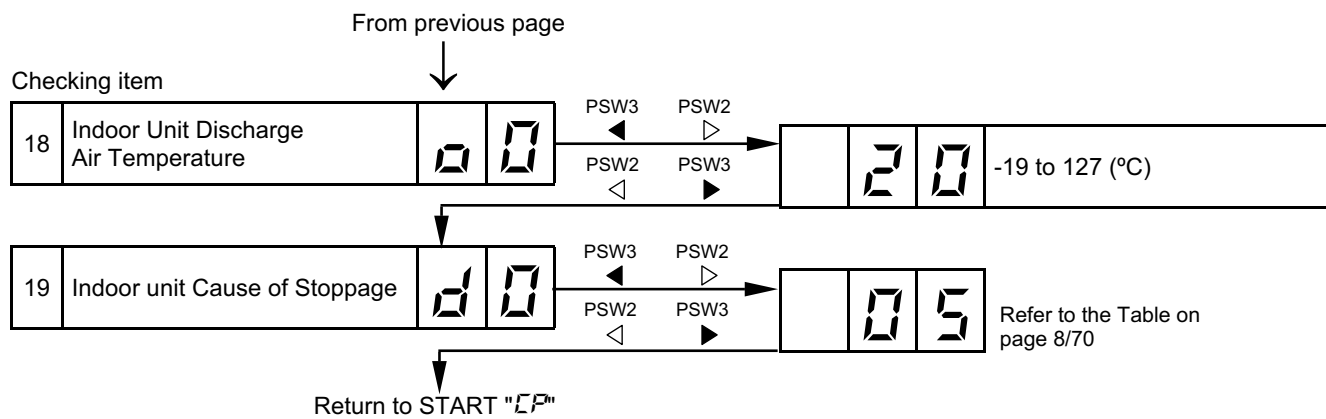 From previous page
Checking item
18 Indoor Unit Discharge Air Temperature o0
PSW3 PSW2
PSW2 PSW3
20 -19 to 127 (ºC)
19 Indoor unit Cause of Stoppage d0
PSW3 PSW2
PSW2 PSW3
05 Refer to the Table on
page 8/70
Return to START "CP"